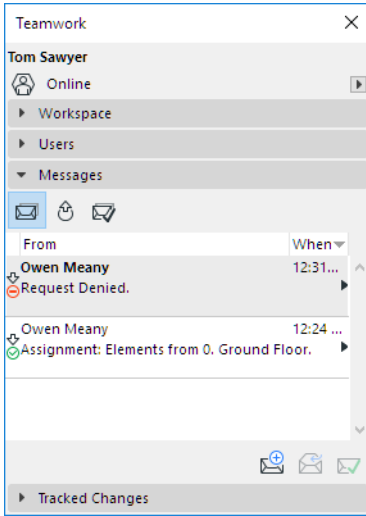 Teamwork
Tom Sawyer
Online
Workspace
Users
Messages
From When
Owen Meany 12:31...
Request Denied.
Owen Meany 12:24 ...
Assignment: Elements from 0. Ground Floor.
Tracked Changes